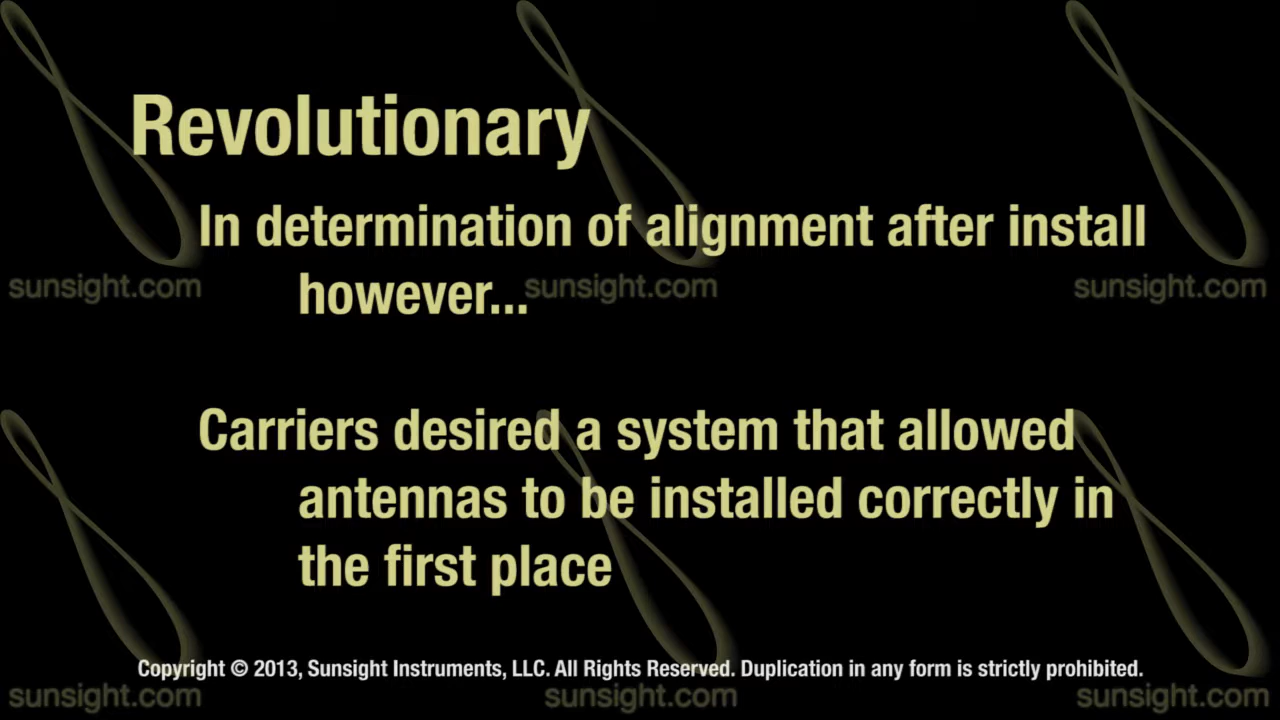 Revolutionary
In determination of alignment after install
however...
sunsight.com sunsight.com sunsight.com
Carriers desired a system that allowed
antennas to be installed correctly in
the first place
Copyright © 2013, Sunsight Instruments, LLC. All Rights Reserved. Duplication in any form is strictly prohibited.
sunsight.com sunsight.com sunsight.com